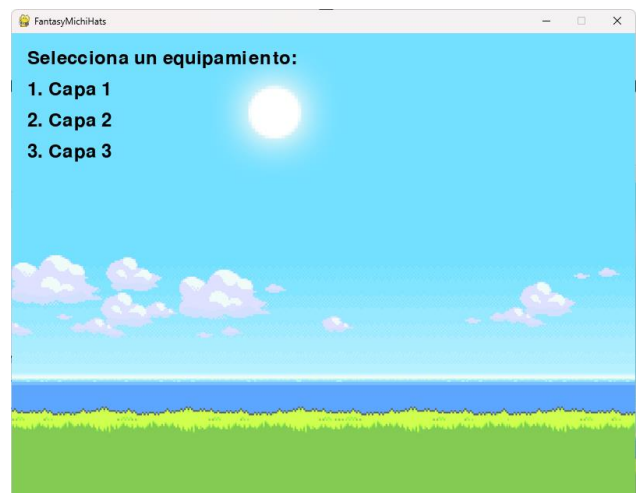 FantasyMichiHats
Selecciona un equipamiento:
1. Capa 1
2. Capa 2
3. Capa 3